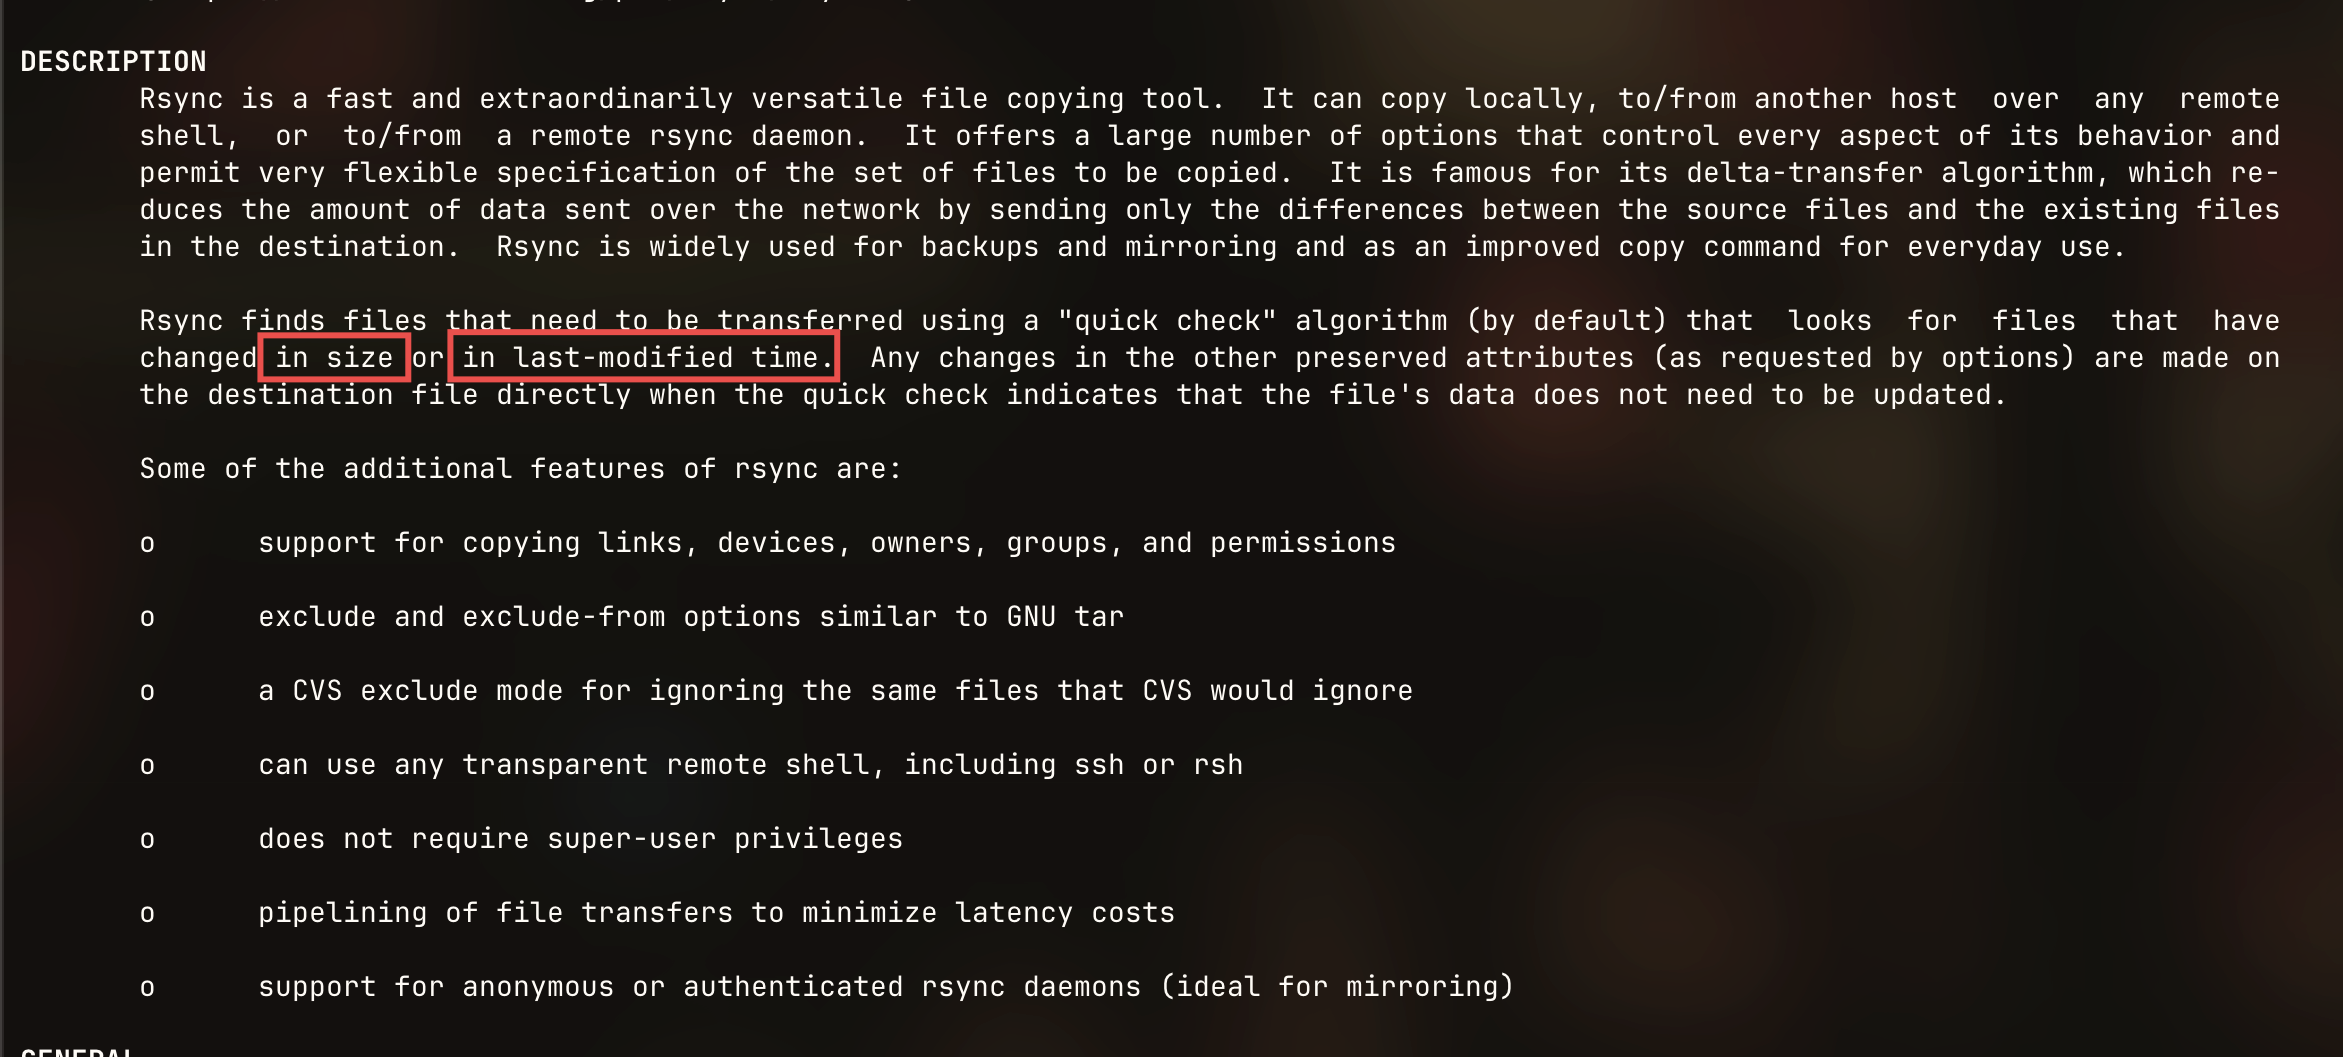 DESCRIPTION
Rsync is a fast and extraordinarily versatile file copying tool.  It can copy locally, to/from another host  over  any  remote
shell,  or  to/from  a remote rsync daemon.  It offers a large number of options that control every aspect of its behavior and
permit very flexible specification of the set of files to be copied.  It is famous for its delta-transfer algorithm, which re-
duces the amount of data sent over the network by sending only the differences between the source files and the existing files
in the destination.  Rsync is widely used for backups and mirroring and as an improved copy command for everyday use.
Rsync finds files that need to be transferred using a "quick check" algorithm (by default) that  looks  for  files  that  have
changed in size or in last-modified time.  Any changes in the other preserved attributes (as requested by options) are made on
the destination file directly when the quick check indicates that the file's data does not need to be updated.
Some of the additional features of rsync are:
o      support for copying links, devices, owners, groups, and permissions
o      exclude and exclude-from options similar to GNU tar
o      a CVS exclude mode for ignoring the same files that CVS would ignore
o      can use any transparent remote shell, including ssh or rsh
o      does not require super-user privileges
o      pipelining of file transfers to minimize latency costs
o      support for anonymous or authenticated rsync daemons (ideal for mirroring)
GENERAL